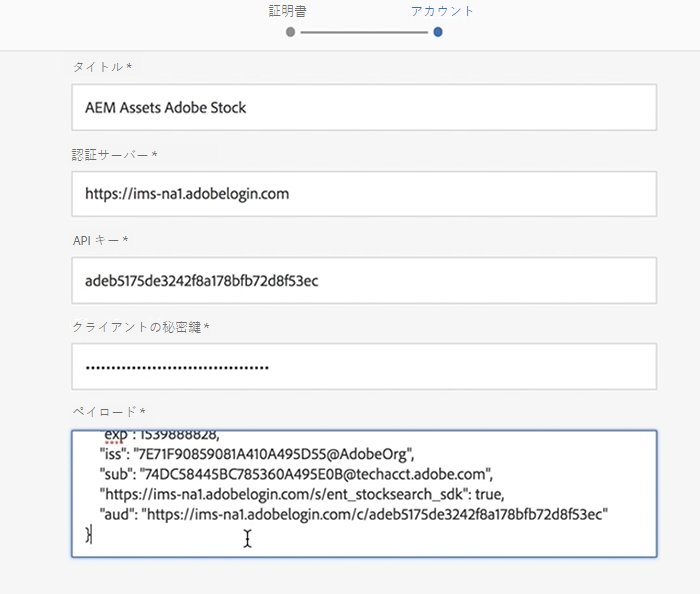 証明書
アカウント
タイトル *
AEM Assets Adobe Stock
認証サーバー *
https://ims-na1.adobelogin.com
API キー *
adeb5175de3242f8a178bfb72d8f53ec
クライアントの秘密鍵 *
••••••••••••••••••••••••••••••••••••
ペイロード *
"exp": 1539888828,
"iss": "7E71F90859081A410A495D55@AdobeOrg",
"sub": "74DC58445BC785360A495E0B@techacct.adobe.com",
"https://ims-na1.adobelogin.com/s/ent_stocksearch_sdk": true,
"aud": "https://ims-na1.adobelogin.com/c/adeb5175de3242f8a178bfb72d8f53ec"
}